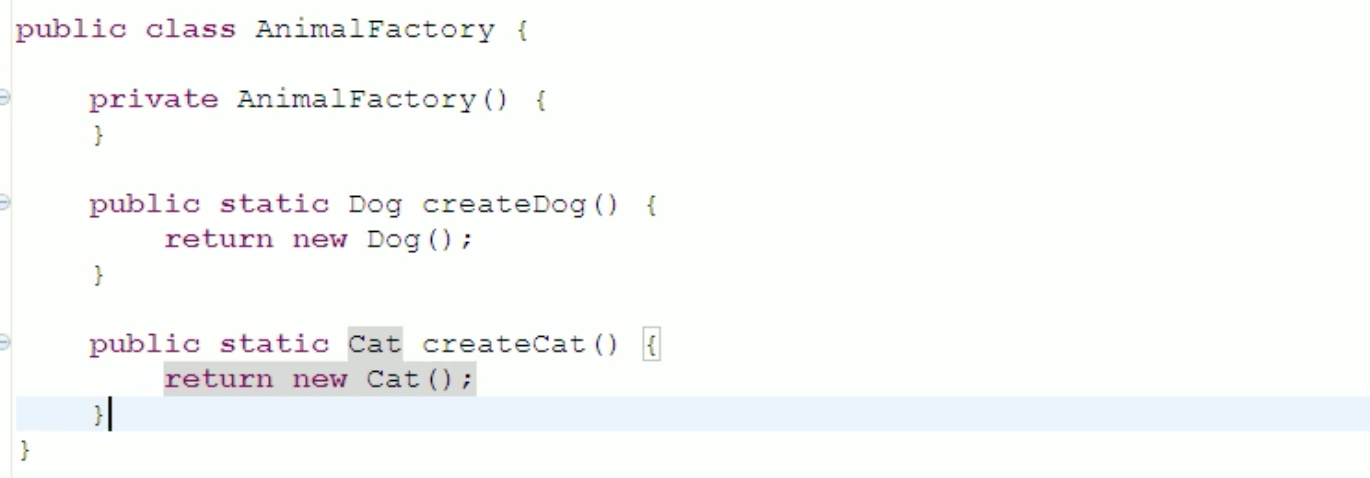 public class AnimalFactory {
private AnimalFactory() {
}
public static Dog createDog() {
return new Dog();
}
public static Cat createCat() {
return new Cat();
}
}